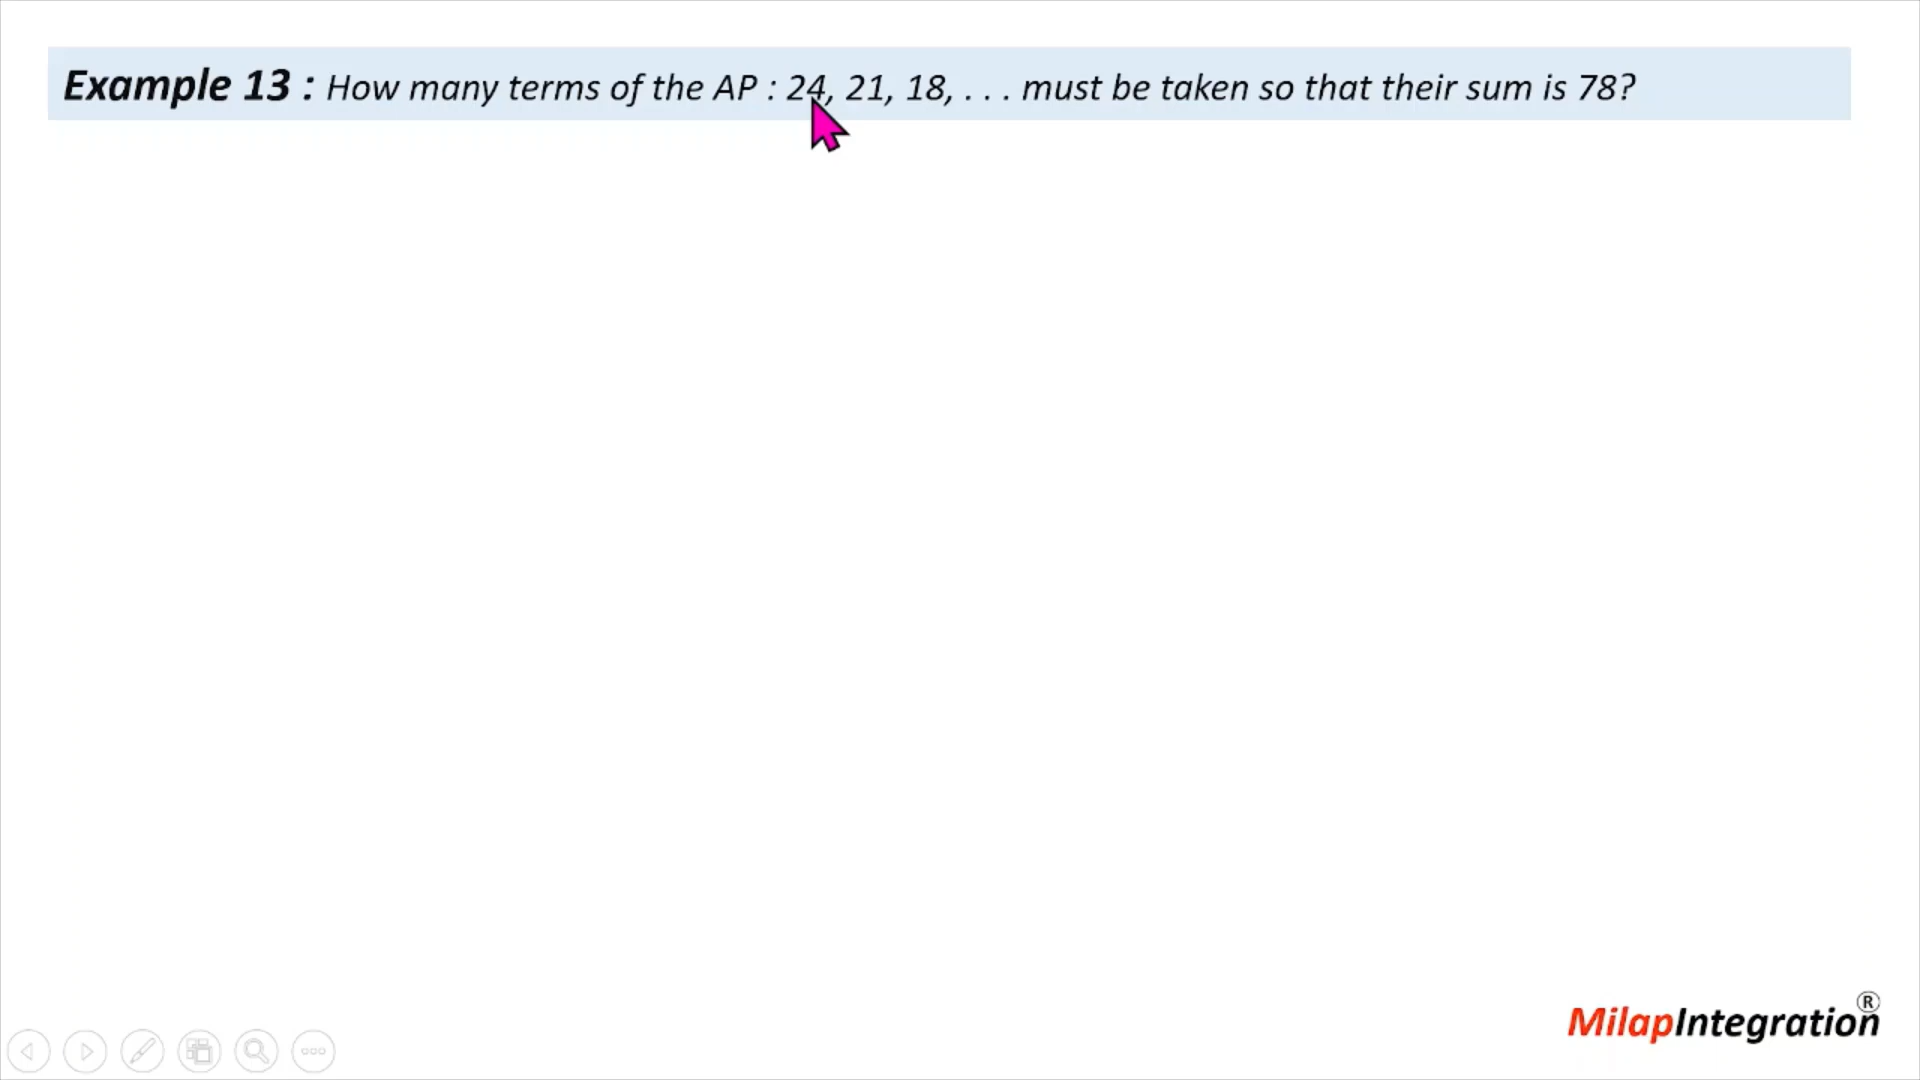 Example 13 : How many terms of the AP : 24, 21, 18, . . . must be taken so that their sum is 78?
MilapIntegration®